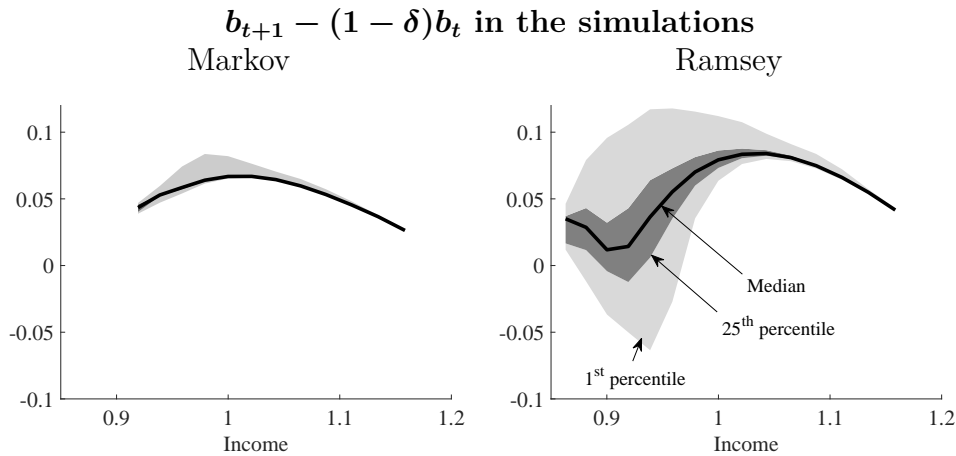 b_{t+1} − (1 − δ)b_t in the simulations
Markov
0.1
0.05
0
-0.05
-0.1
0.9
1
1.1
1.2
Income
Ramsey
0.1
0.05
0
-0.05
-0.1
Median
25th percentile
1st percentile
0.9
1
1.1
1.2
Income